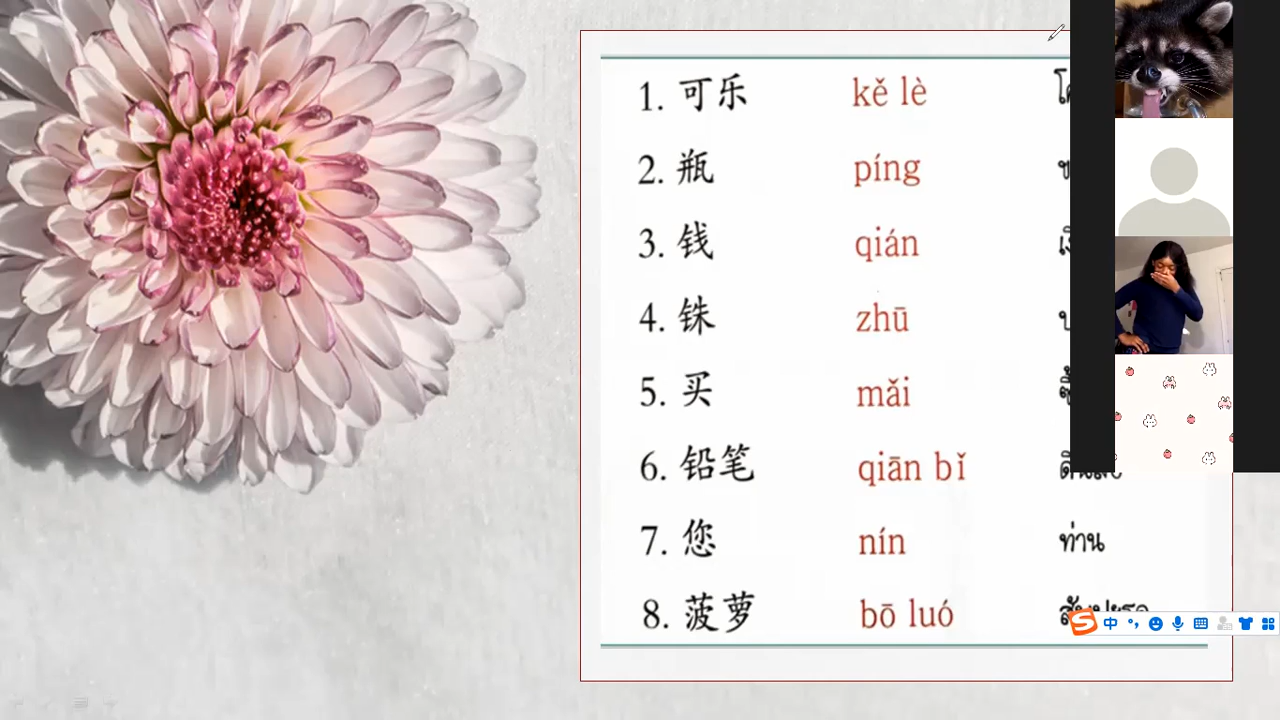 1. 可乐 kě lè
2. 瓶 píng
3. 钱 qián
4. 铢 zhū
5. 买 mǎi
6. 铅笔 qiān bǐ
7. 您 nín ท่าน
8. 菠萝 bō luó
中